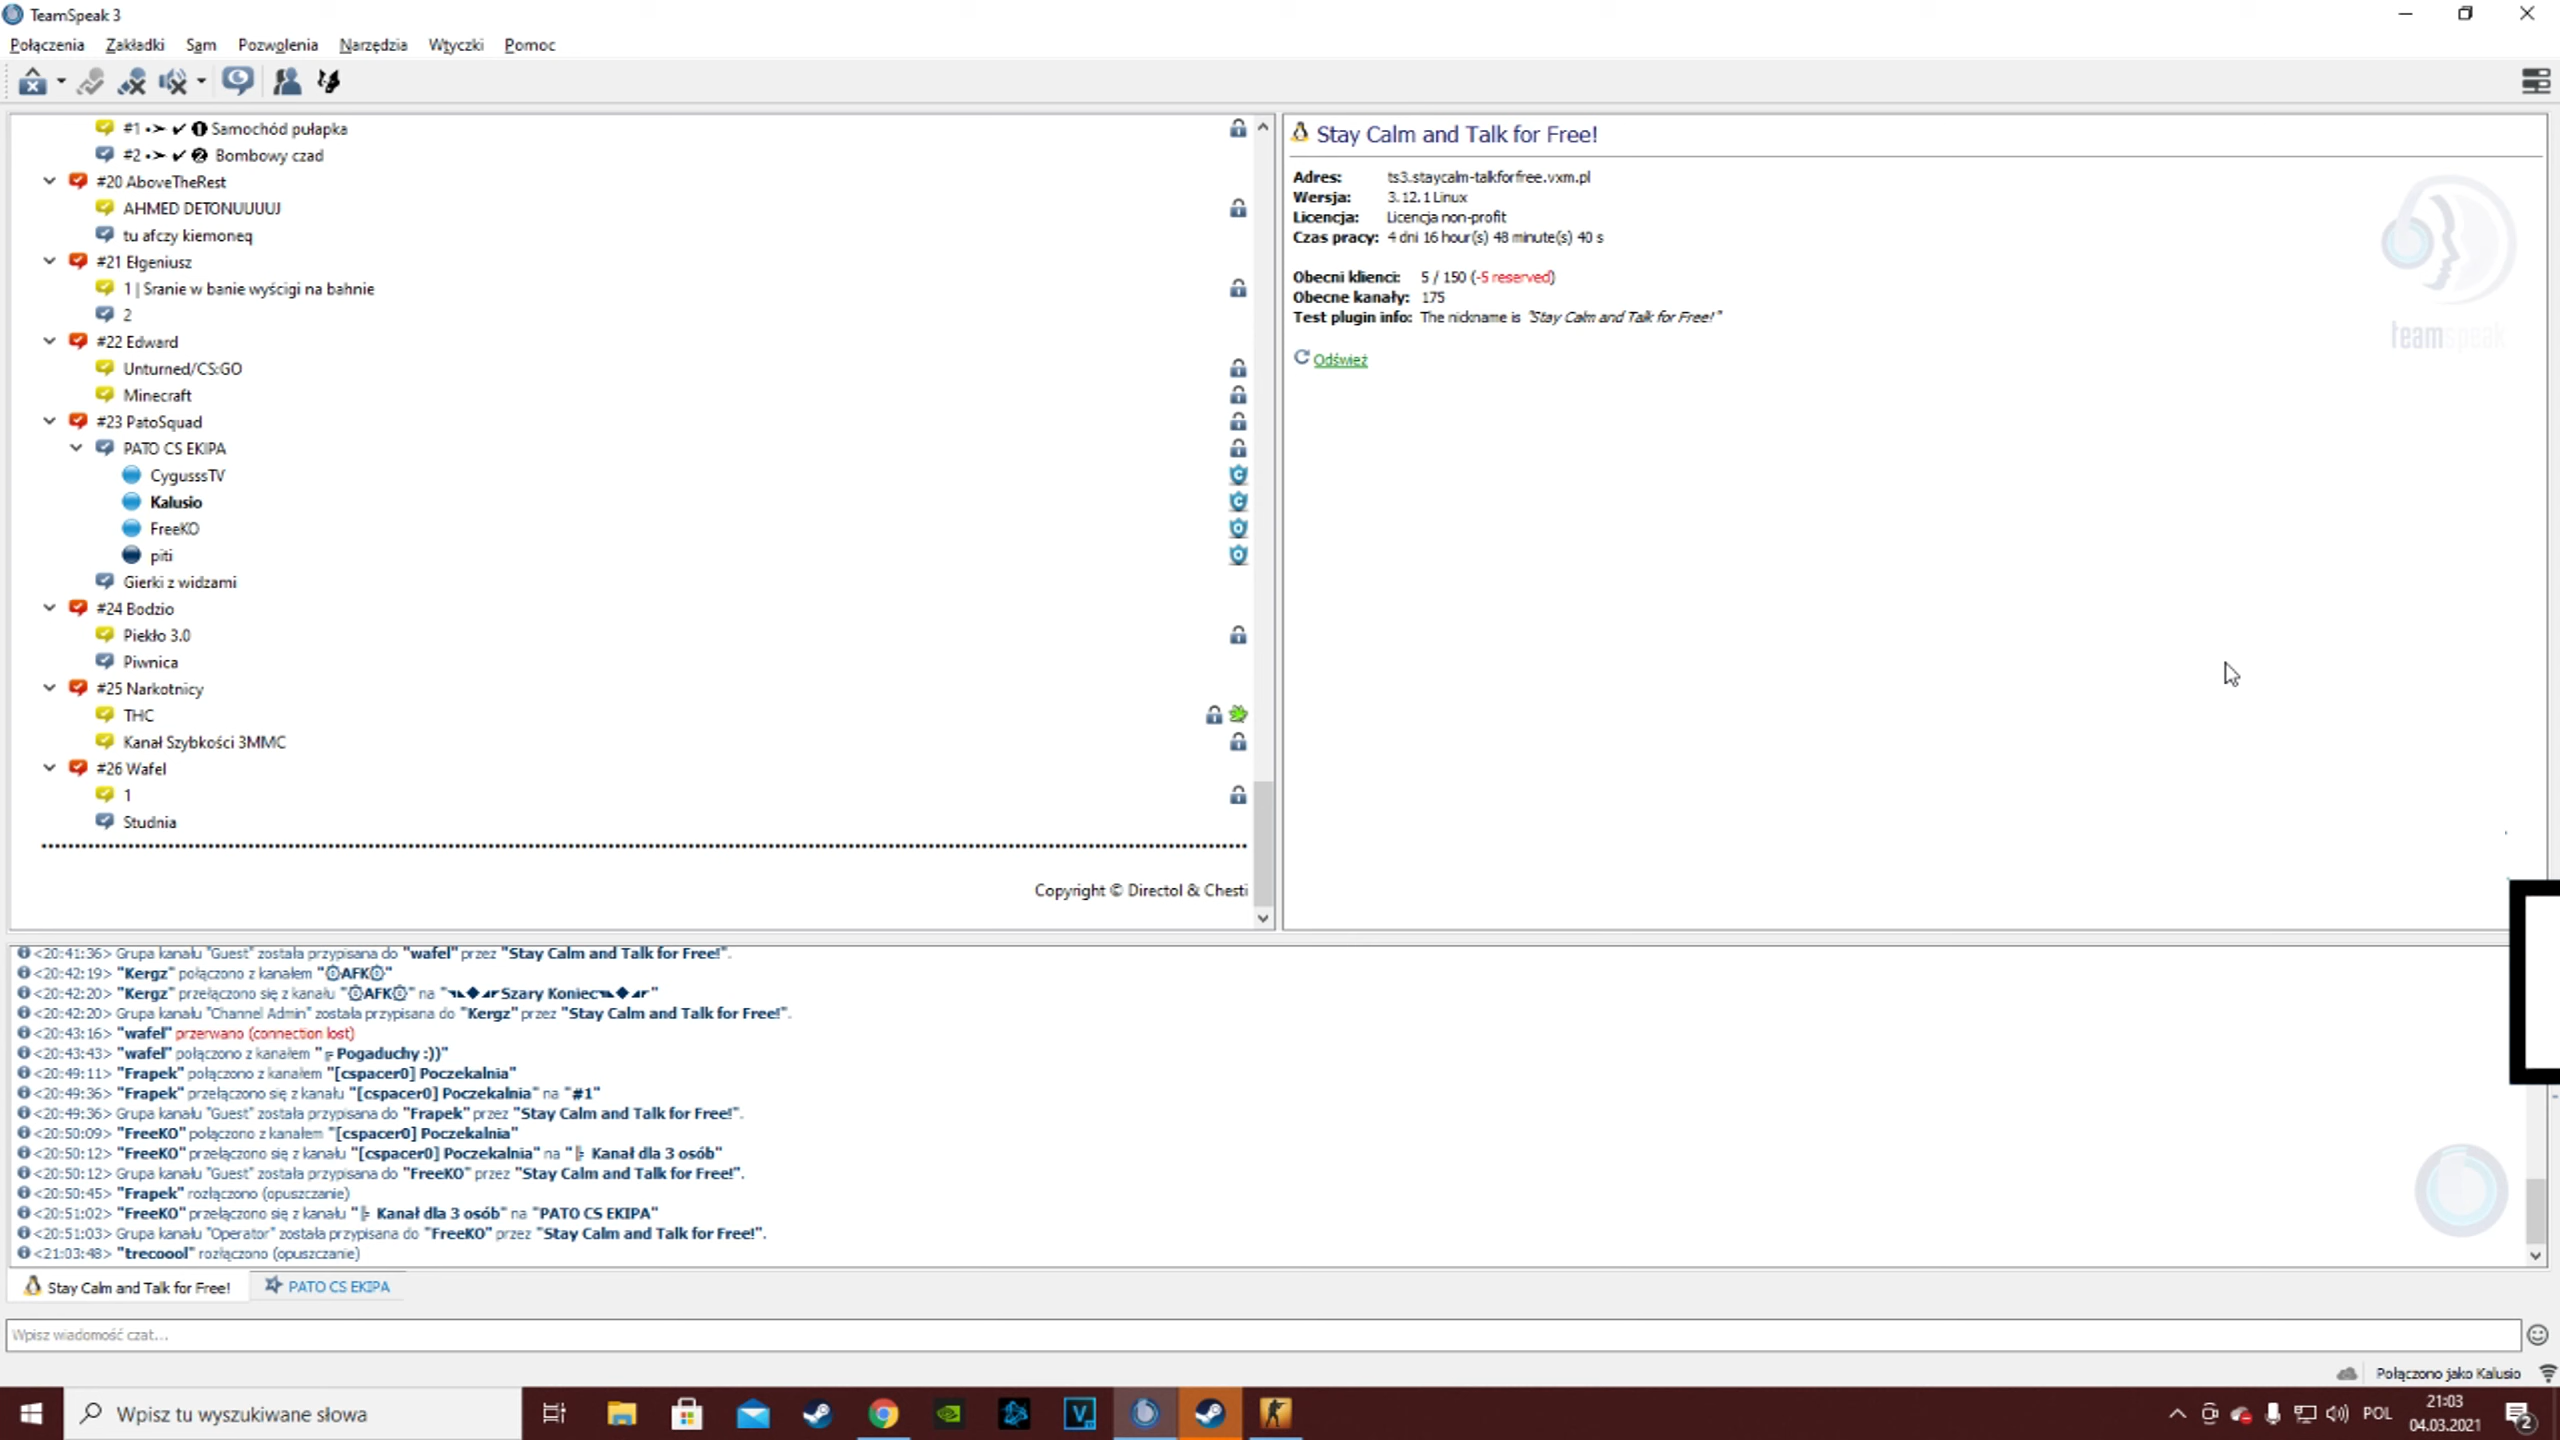 TeamSpeak 3
Połączenia Zakładki Sam Pozwolenia Narzędzia Wtyczki Pomoc
#1 •➣ ✔ ❶ Samochód pułapka
#2 •➣ ✔ ❷ Bombowy czad
#20 AboveTheRest
AHMED DETONUUUUJ
tu afczy kiemoneq
#21 Ełgeniusz
1 | Sranie w banie wyścigi na bahnie
2
#22 Edward
Unturned/CS:GO
Minecraft
#23 PatoSquad
PATO CS EKIPA
CygusssTV
Kalusio
FreeKO
piti
Gierki z widzami
#24 Bodzio
Piekło 3.0
Piwnica
#25 Narkotnicy
THC
Kanał Szybkości 3MMC
#26 Wafel
1
Studnia
Copyright © Directol & Chesti
Stay Calm and Talk for Free!
Adres: ts3.staycalm-talkforfree.vxm.pl
Wersja: 3.12.1 Linux
Licencja: Licencja non-profit
Czas pracy: 4 dni 16 hour(s) 48 minute(s) 40 s
Obecni klienci: 5 / 150 (-5 reserved)
Obecne kanały: 175
Test plugin info: The nickname is "Stay Calm and Talk for Free!"
Odśwież
teamspeak
<20:41:36> Grupa kanału "Guest" została przypisana do "wafel" przez "Stay Calm and Talk for Free!".
<20:42:19> "Kergz" połączono z kanałem "۞AFK۞"
<20:42:20> "Kergz" przełączono się z kanału "۞AFK۞" na "◥◣◆◢◤Szary Koniec◥◣◆◢◤"
<20:42:20> Grupa kanału "Channel Admin" została przypisana do "Kergz" przez "Stay Calm and Talk for Free!".
<20:43:16> "wafel" przerwano (connection lost)
<20:43:43> "wafel" połączono z kanałem "╔ Pogaduchy :))"
<20:49:11> "Frapek" połączono z kanałem "[cspacer0] Poczekalnia"
<20:49:36> "Frapek" przełączono się z kanału "[cspacer0] Poczekalnia" na "#1"
<20:49:36> Grupa kanału "Guest" została przypisana do "Frapek" przez "Stay Calm and Talk for Free!".
<20:50:09> "FreeKO" połączono z kanałem "[cspacer0] Poczekalnia"
<20:50:12> "FreeKO" przełączono się z kanału "[cspacer0] Poczekalnia" na "╠ Kanał dla 3 osób"
<20:50:12> Grupa kanału "Guest" została przypisana do "FreeKO" przez "Stay Calm and Talk for Free!".
<20:50:45> "Frapek" rozłączono (opuszczanie)
<20:51:02> "FreeKO" przełączono się z kanału "╠ Kanał dla 3 osób" na "PATO CS EKIPA"
<20:51:03> Grupa kanału "Operator" została przypisana do "FreeKO" przez "Stay Calm and Talk for Free!".
<21:03:48> "trecoool" rozłączono (opuszczanie)
Stay Calm and Talk for Free! PATO CS EKIPA
Wpisz wiadomość czat...
Połączono jako Kalusio
Wpisz tu wyszukiwane słowa
POL
21:03
04.03.2021
2